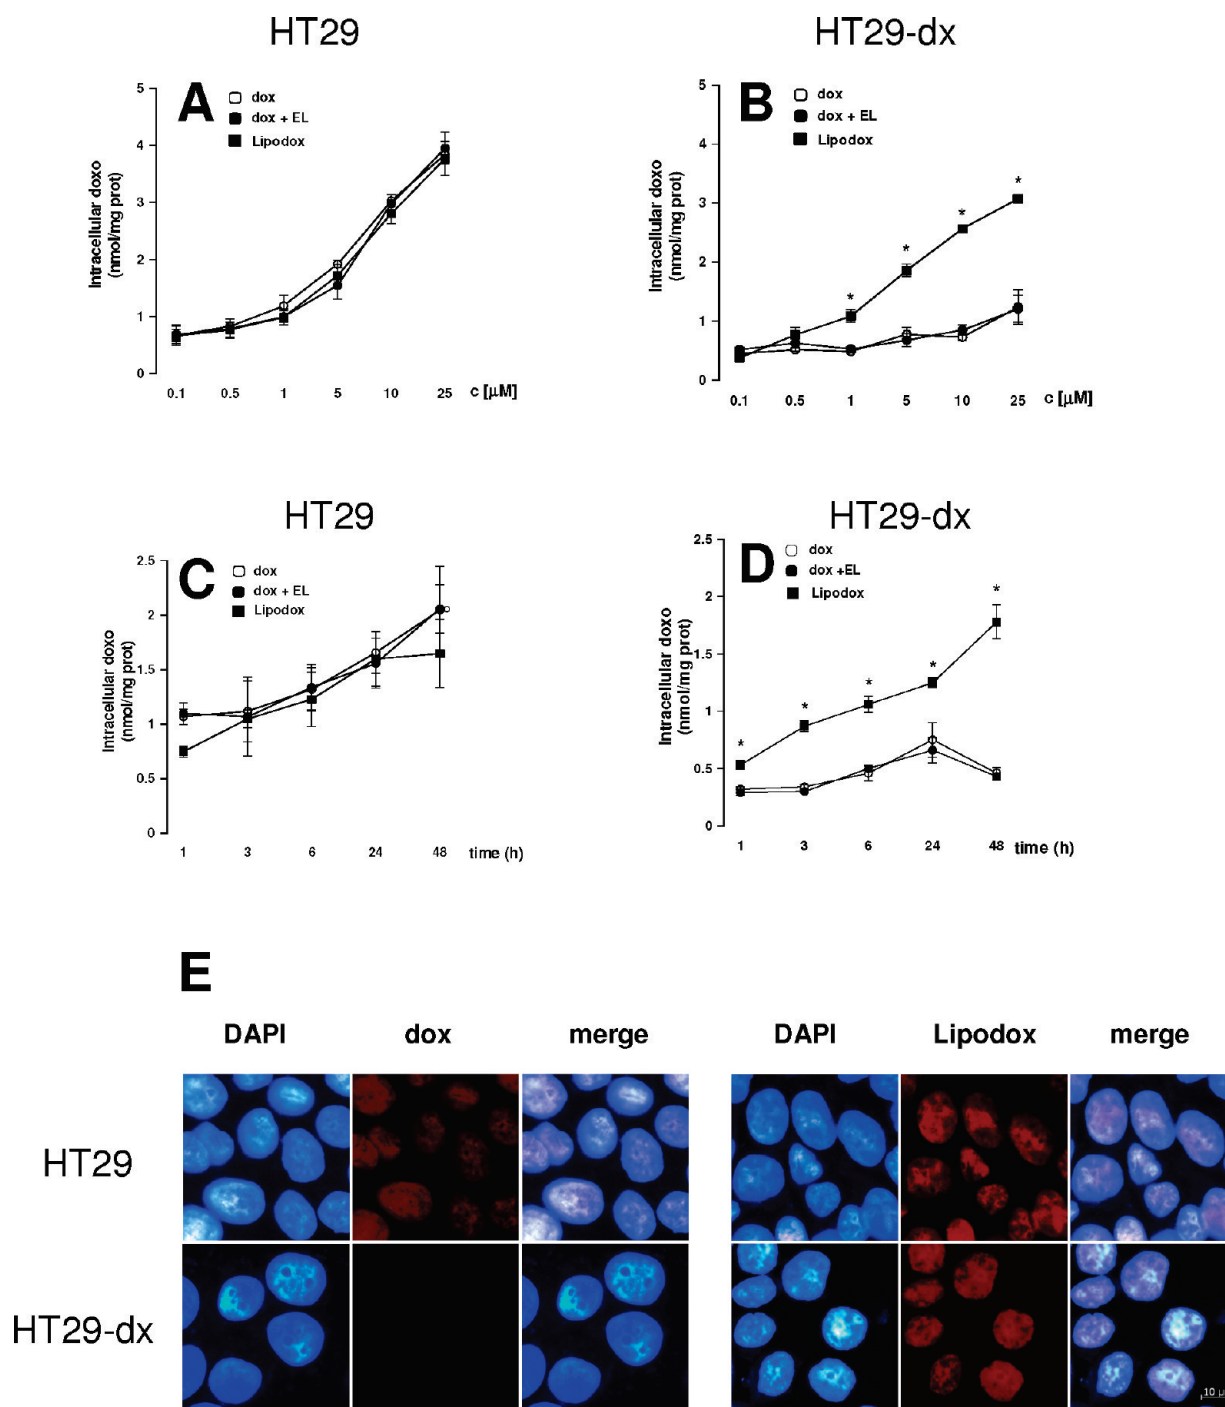 HT29
HT29-dx
A
dox
dox + EL
Lipodox
Intracellular doxo
(nmol/mg prot)
5
4
3
2
1
0
0.1 0.5 1 5 10 25 c [μM]
B
dox
dox + EL
Lipodox
Intracellular doxo
(nmol/mg prot)
5
4
3
2
1
0
* * * * *
0.1 0.5 1 5 10 25 c [μM]
HT29
HT29-dx
C
dox
dox + EL
Lipodox
Intracellular doxo
(nmol/mg prot)
2.5
2
1.5
1
0.5
0
1 3 6 24 48 time (h)
D
dox
dox +EL
Lipodox
Intracellular doxo
(nmol/mg prot)
2.5
2
1.5
1
0.5
0
* * * * *
1 3 6 24 48 time (h)
E
DAPI dox merge DAPI Lipodox merge
HT29
HT29-dx
10 μ